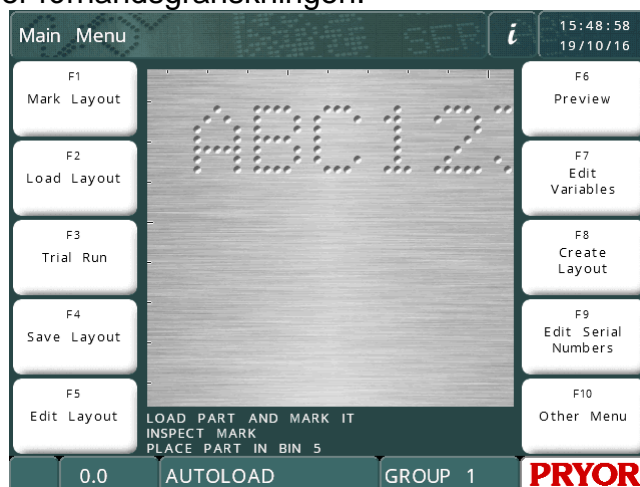 förhandsgranskningen.
Main Menu
i
15:48:58
19/10/16
F1
Mark Layout
F2
Load Layout
F3
Trial Run
F4
Save Layout
F5
Edit Layout
ABC12
LOAD PART AND MARK IT
INSPECT MARK
PLACE PART IN BIN 5
F6
Preview
F7
Edit
Variables
F8
Create
Layout
F9
Edit Serial
Numbers
F10
Other Menu
0.0
AUTOLOAD
GROUP 1
PRYOR